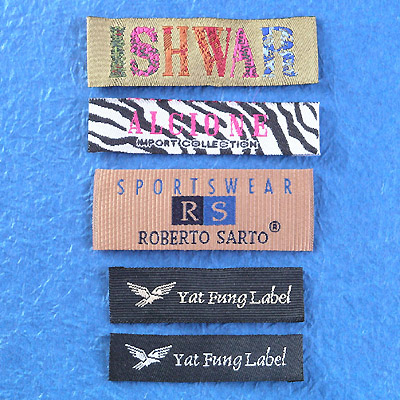 ISHWAR
ALCIONE
IMPORT COLLECTION
SPORTSWEAR
RS
ROBERTO SARTO ®
Yat Fung Label
Yat Fung Label